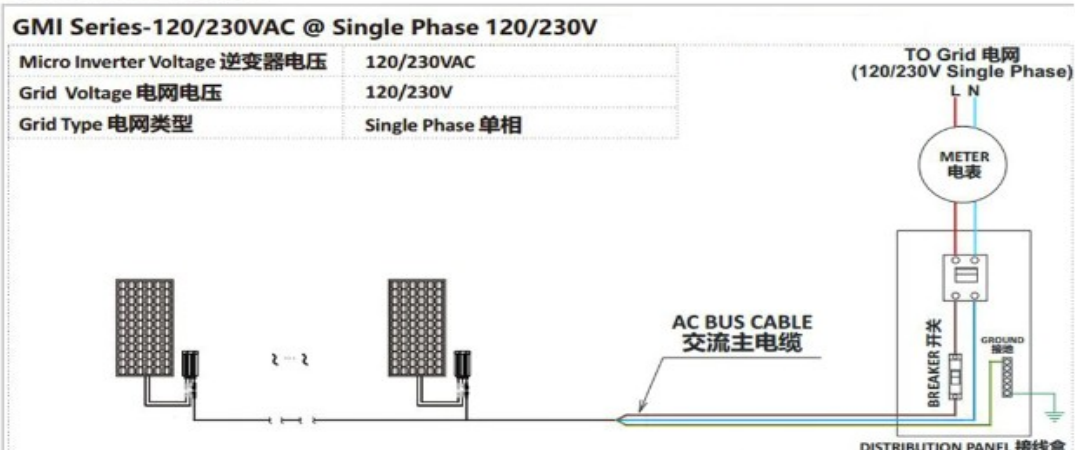 GMI Series-120/230VAC @ Single Phase 120/230V
Micro Inverter Voltage 逆变器电压 120/230VAC
Grid Voltage 电网电压 120/230V
Grid Type 电网类型 Single Phase 单相
TO Grid 电网
(120/230V Single Phase)
L N
METER
电表
AC BUS CABLE
交流主电缆
BREAKER 开关
GROUND
接地
DISTRIBUTION PANEL 接线盒